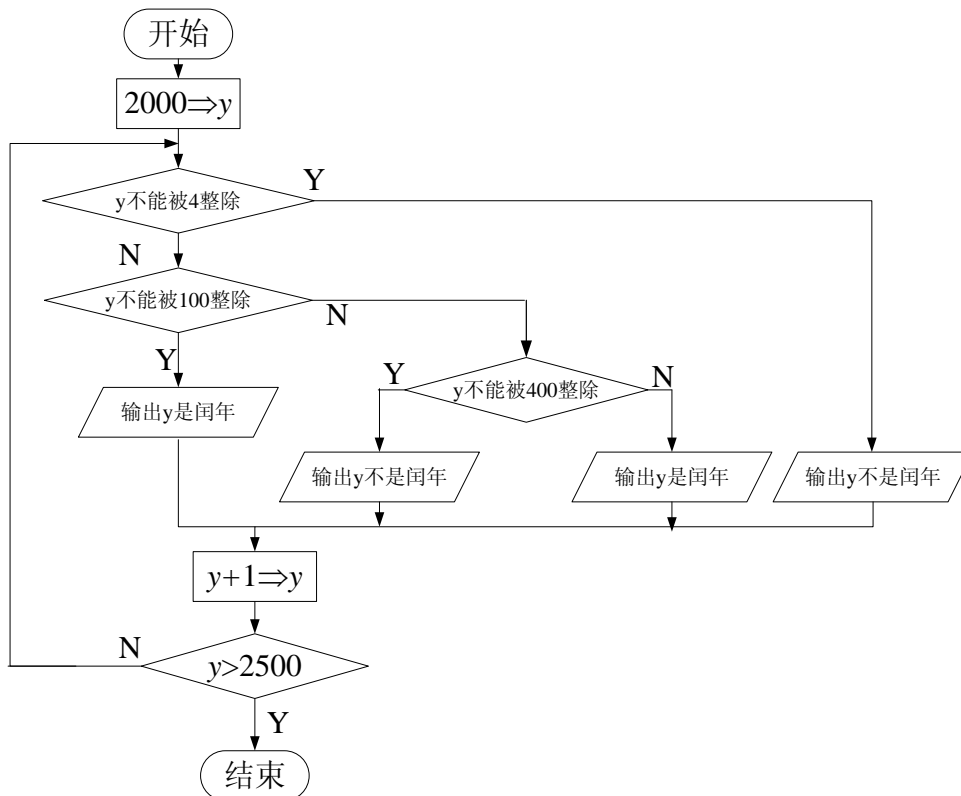 开始
2000⇒y
y不能被4整除
Y
N
y不能被100整除
N
Y
y不能被400整除
Y
N
输出y是闰年
输出y不是闰年
输出y是闰年
输出y不是闰年
y+1⇒y
y>2500
N
Y
结束